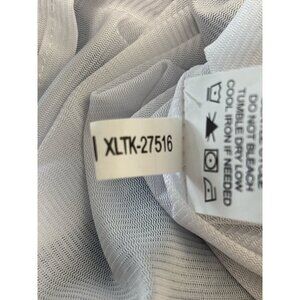 XLTK-27516
DO NOT BLEACH
TUMBLE DRY LOW
COOL IRON IF NEEDED